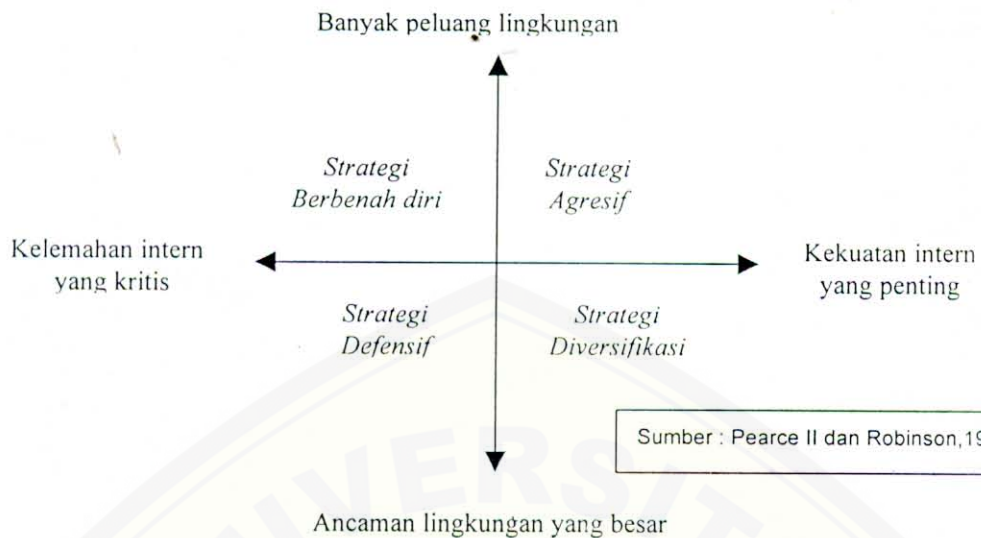 Banyak peluang lingkungan
Strategi
Berbenah diri
Strategi
Agresif
Kelemahan intern
yang kritis
Kekuatan intern
yang penting
Strategi
Defensif
Strategi
Diversifikasi
Sumber : Pearce II dan Robinson,19
Ancaman lingkungan yang besar
UNIVERSIT